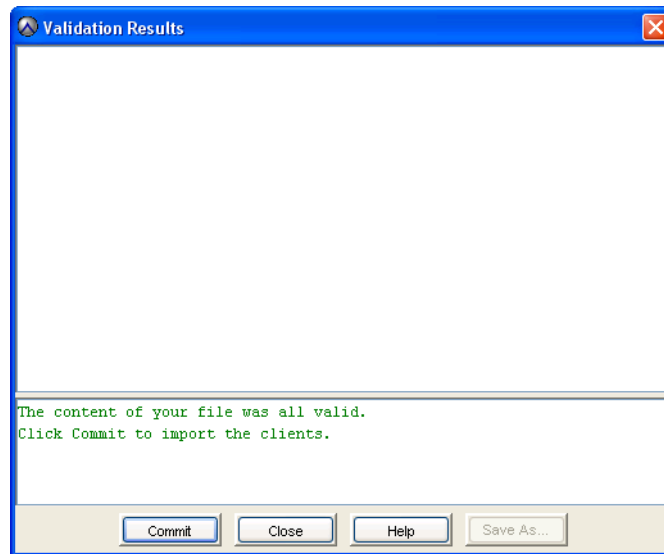 Validation Results
The content of your file was all valid.
Click Commit to import the clients.
Commit
Close
Help
Save As...